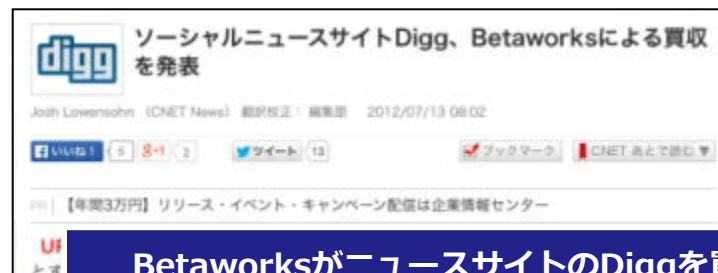 digg
ソーシャルニュースサイトDigg、Betaworksによる買収
を発表
Josh Lowensohn (CNET News) 翻訳校正: 編集部 2012/07/13 08:02
いいね! 5 +1 2 ツイート 13 ブックマーク CNET あとで読む ▼
PR | 【年間3万円】リリース・イベント・キャンペーン配信は企業情報センター
BetaworksがニュースサイトのDiggを